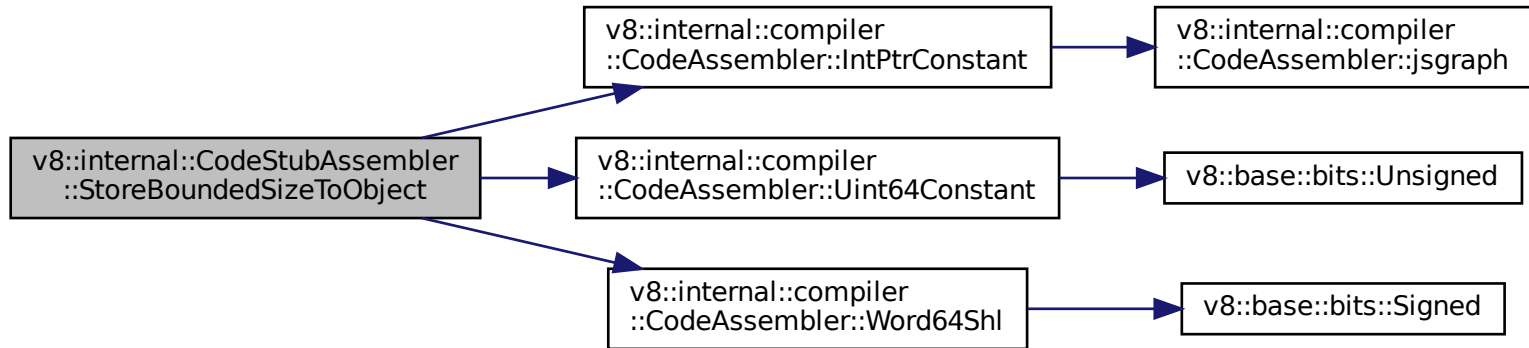 v8::internal::compiler
::CodeAssembler::IntPtrConstant
v8::internal::compiler
::CodeAssembler::jsgraph
v8::internal::CodeStubAssembler
::StoreBoundedSizeToObject
v8::internal::compiler
::CodeAssembler::Uint64Constant
v8::base::bits::Unsigned
v8::internal::compiler
::CodeAssembler::Word64Shl
v8::base::bits::Signed